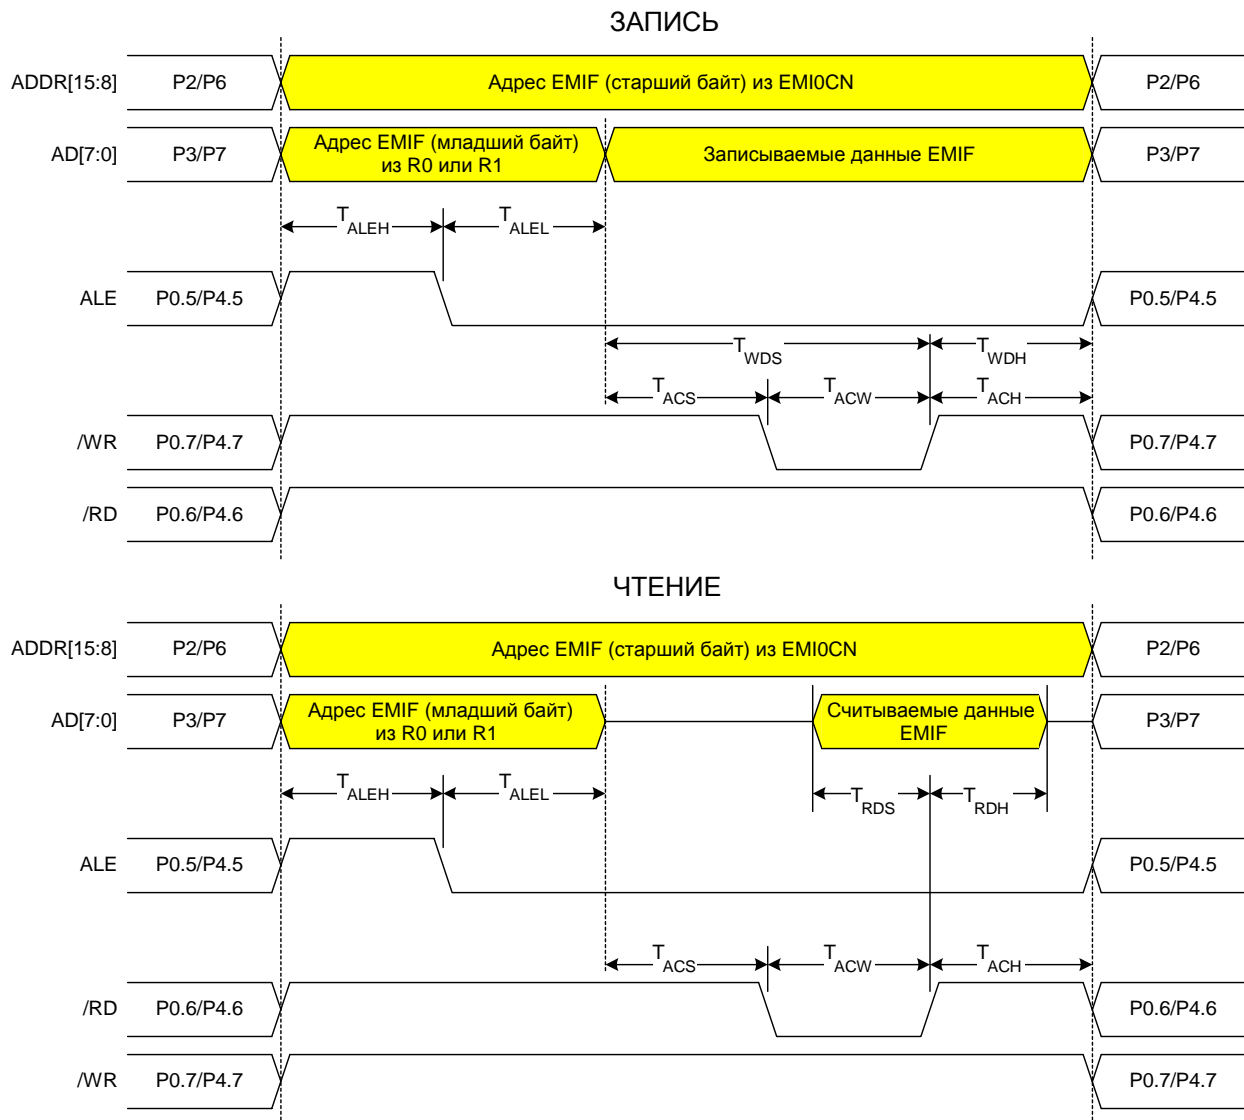 ЗАПИСЬ
ADDR[15:8] P2/P6 Адрес EMIF (старший байт) из EMI0CN P2/P6
AD[7:0] P3/P7 Адрес EMIF (младший байт) из R0 или R1 Записываемые данные EMIF P3/P7
TALEH TALEL
ALE P0.5/P4.5 P0.5/P4.5
TWDS TWDH
TACS TACW TACH
/WR P0.7/P4.7 P0.7/P4.7
/RD P0.6/P4.6 P0.6/P4.6
ЧТЕНИЕ
ADDR[15:8] P2/P6 Адрес EMIF (старший байт) из EMI0CN P2/P6
AD[7:0] P3/P7 Адрес EMIF (младший байт) из R0 или R1 Считываемые данные EMIF P3/P7
TALEH TALEL TRDS TRDH
ALE P0.5/P4.5 P0.5/P4.5
TACS TACW TACH
/RD P0.6/P4.6 P0.6/P4.6
/WR P0.7/P4.7 P0.7/P4.7